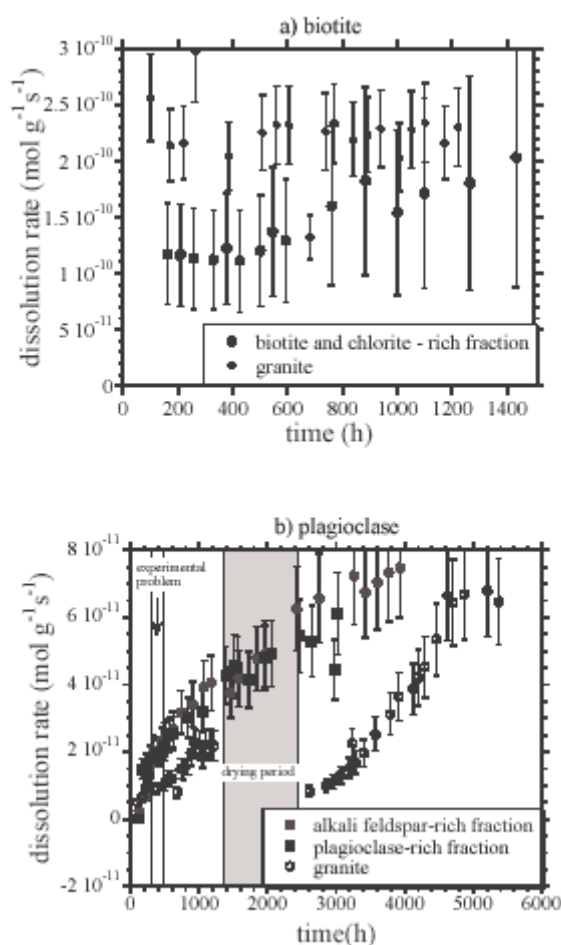 a) biotite
3 10-10
2.5 10-10
2 10-10
1.5 10-10
1 10-10
5 10-11
0
dissolution rate (mol g-1 s-1)
biotite and chlorite - rich fraction
granite
0 200 400 600 800 1000 1200 1400
time (h)
b) plagioclase
8 10-11
6 10-11
4 10-11
2 10-11
0
-2 10-11
dissolution rate (mol g-1 s-1)
experimental
problem
drying period
alkali feldspar-rich fraction
plagioclase-rich fraction
granite
0 1000 2000 3000 4000 5000 6000
time(h)